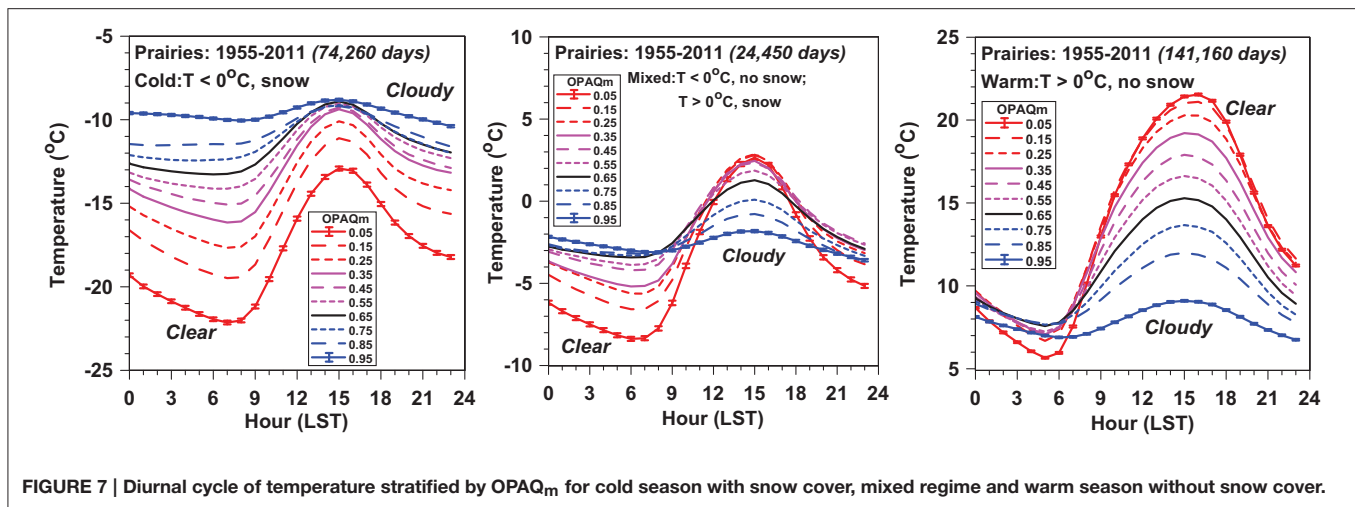 Prairies: 1955-2011 (74,260 days)
Cold:T < 0°C, snow
Cloudy
Clear
OPAQm
0.05
0.15
0.25
0.35
0.45
0.55
0.65
0.75
0.85
0.95
-5
-10
-15
-20
-25
Temperature (°C)
0 3 6 9 12 15 18 21 24
Hour (LST)
Prairies: 1955-2011 (24,450 days)
Mixed:T < 0°C, no snow;
T > 0°C, snow
OPAQm
0.05
0.15
0.25
0.35
0.45
0.55
0.65
0.75
0.85
0.95
Cloudy
Clear
10
5
0
-5
-10
Temperature (°C)
0 3 6 9 12 15 18 21 24
Hour (LST)
Prairies: 1955-2011 (141,160 days)
Warm:T > 0°C, no snow
OPAQm
0.05
0.15
0.25
0.35
0.45
0.55
0.65
0.75
0.85
0.95
Clear
Cloudy
20
15
10
5
Temperature (°C)
0 3 6 9 12 15 18 21 24
Hour (LST)
FIGURE 7 | Diurnal cycle of temperature stratified by OPAQm for cold season with snow cover, mixed regime and warm season without snow cover.